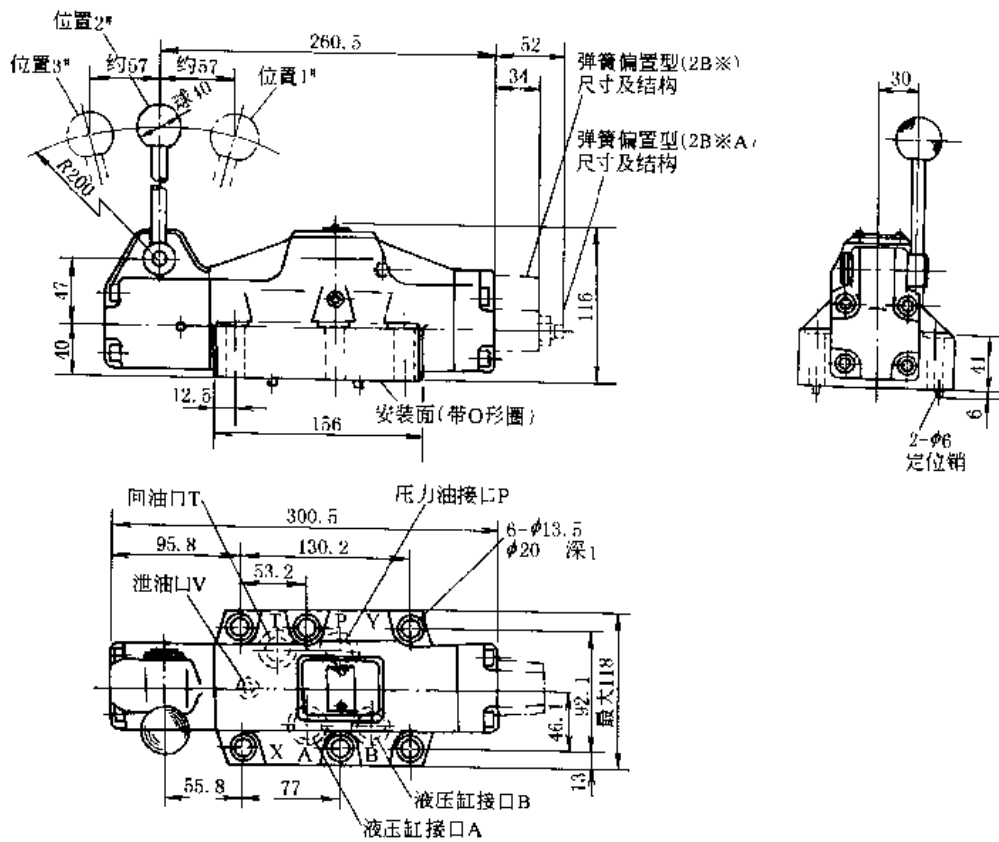 位置2#
260.5
52
位置3#
约57
约57
位置1#
34
弹簧偏置型(2B※)
尺寸及结构
球40
弹簧偏置型(2B※A)
尺寸及结构
R200
30
47
40
116
12.5
安装面(带O形圈)
156
41
6
2-φ6
定位销
回油口T
压力油接口P
300.5
6-φ13.5
φ20 深1
95.8
130.2
53.2
泄油口V
T
P
Y
92.1
最大118
46.1
X
A
B
13
55.8
77
液压缸接口B
液压缸接口A